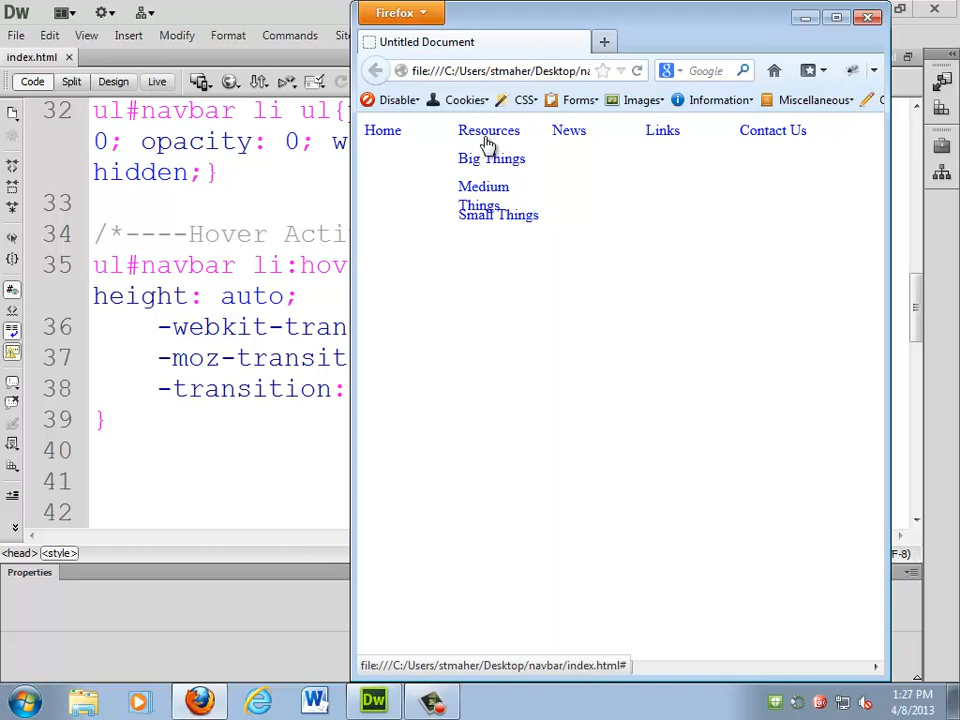 Dw
File Edit View Insert Modify Format Commands Sit
index.html ×
Code Split Design Live
32 ul#navbar li ul{p
0; opacity: 0; w
hidden;}
33
34 /*----Hover Acti
35 ul#navbar li:hov
height: auto;
36 -webkit-tran
37 -moz-transit
38 -transition:
39 }
40
41
42
<head> <style>
F-8)
Properties
Firefox
Untitled Document
file:///C:/Users/stmaher/Desktop/na
Google
Disable Cookies CSS Forms Images Information Miscellaneous
Home Resources News Links Contact Us
Big Things
Medium
Things
Small Things
file:///C:/Users/stmaher/Desktop/navbar/index.html#
Dw
1:27 PM
4/8/2013